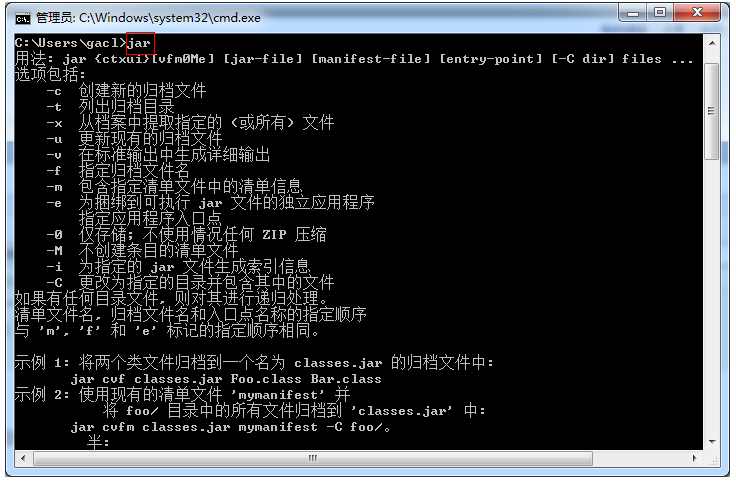 管理员: C:\Windows\system32\cmd.exe
C:\Users\gacl>jar
用法: jar {ctxui}[vfm0Me] [jar-file] [manifest-file] [entry-point] [-C dir] files ...
选项包括:
-c 创建新的归档文件
-t 列出归档目录
-x 从档案中提取指定的 (或所有) 文件
-u 更新现有的归档文件
-v 在标准输出中生成详细输出
-f 指定归档文件名
-m 包含指定清单文件中的清单信息
-e 为捆绑到可执行 jar 文件的独立应用程序
指定应用程序入口点
-0 仅存储; 不使用情况任何 ZIP 压缩
-M 不创建条目的清单文件
-i 为指定的 jar 文件生成索引信息
-C 更改为指定的目录并包含其中的文件
如果有任何目录文件, 则对其进行递归处理。
清单文件名, 归档文件名和入口点名称的指定顺序
与 'm', 'f' 和 'e' 标记的指定顺序相同。
示例 1: 将两个类文件归档到一个名为 classes.jar 的归档文件中:
jar cvf classes.jar Foo.class Bar.class
示例 2: 使用现有的清单文件 'mymanifest' 并
将 foo/ 目录中的所有文件归档到 'classes.jar' 中:
jar cvfm classes.jar mymanifest -C foo/。
半: